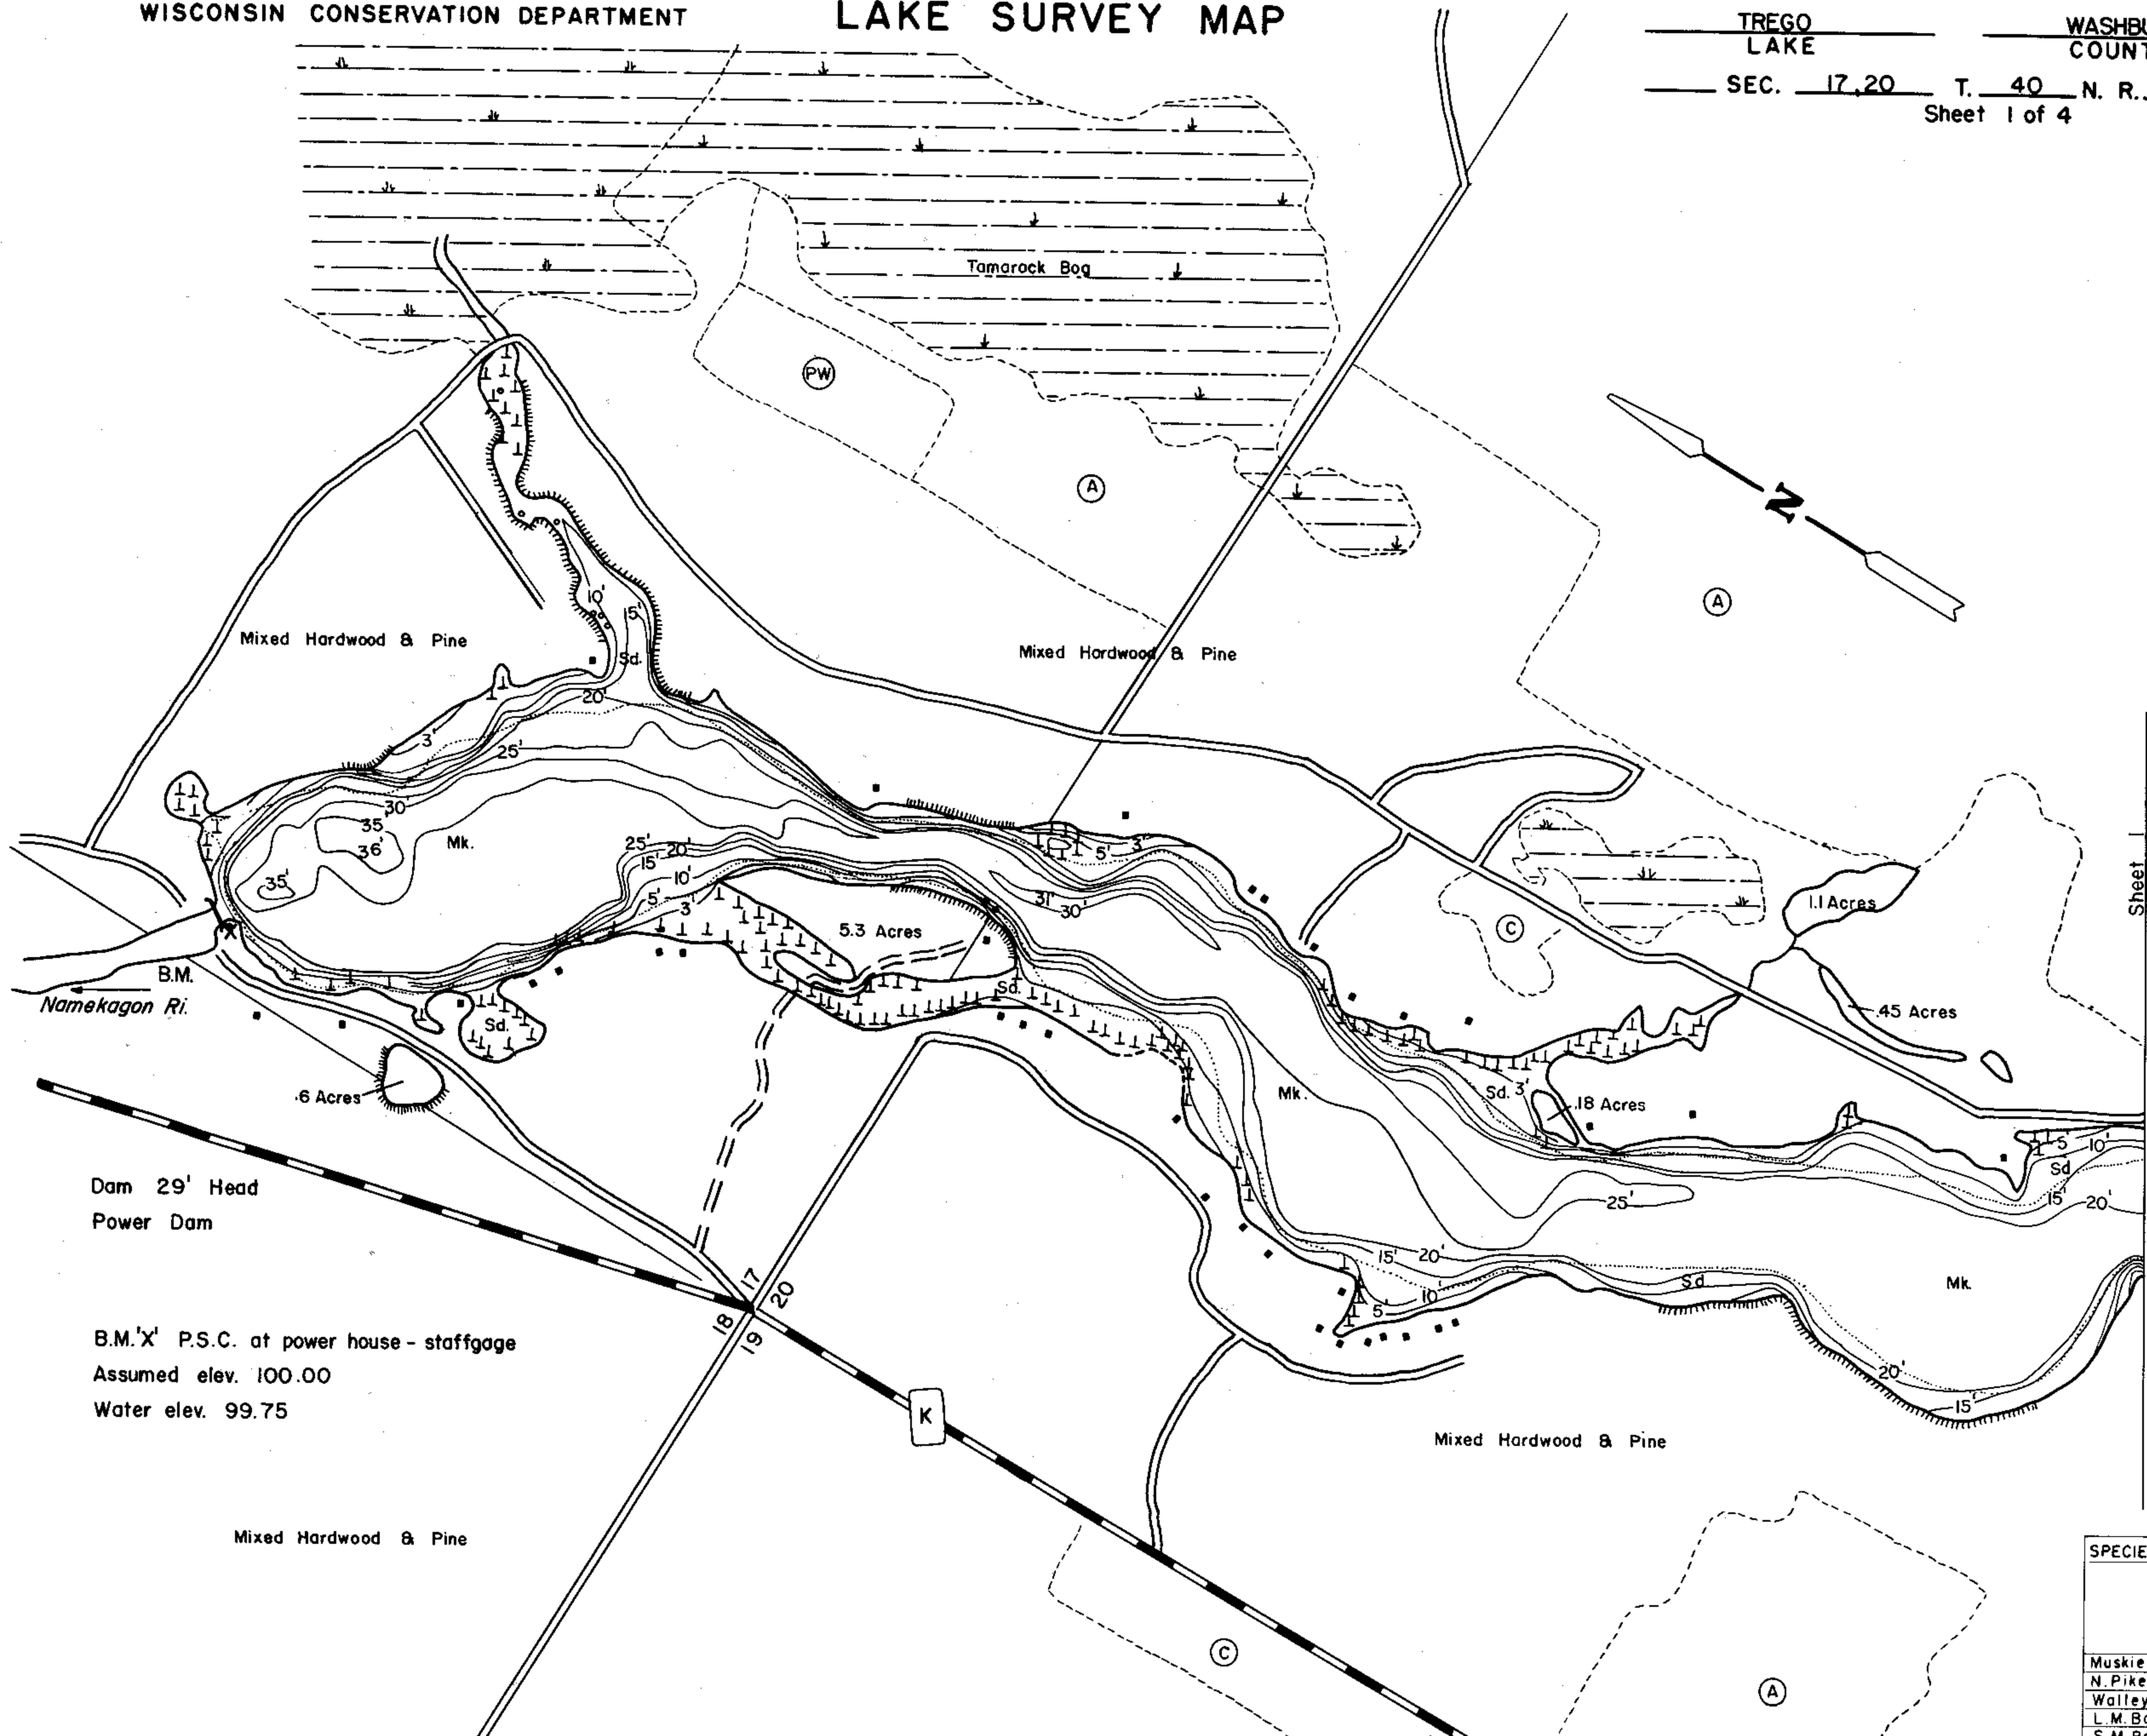 WISCONSIN CONSERVATION DEPARTMENT
LAKE SURVEY MAP
TREGO
LAKE
WASHBU
COUNT
SEC. 17,20 T. 40 N. R.
Sheet 1 of 4
Tamarack Bog
PW
A
N
A
Mixed Hardwood & Pine
Mixed Hardwood & Pine
10'
15'
Sd.
20'
3'
25'
30'
35'
36'
35'
Mk.
25' 20'
15'
10'
5'
3'
5' 3'
31' 30'
5.3 Acres
Sd.
C
1.1 Acres
.45 Acres
Sheet 1
X
B.M.
Namekagon Ri.
Sd.
.6 Acres
Mk.
Sd. 3'
.18 Acres
5' 10'
Sd
15' 20'
25'
15' 20'
10'
5'
Sd
Mk.
20'
15'
Dam 29' Head
Power Dam
17
20
18
19
B.M.'X' P.S.C. at power house - staffgage
Assumed elev. 100.00
Water elev. 99.75
K
Mixed Hardwood & Pine
Mixed Hardwood & Pine
C
A
SPECIE
Muskie
N. Pike
Walley
L.M. Ba